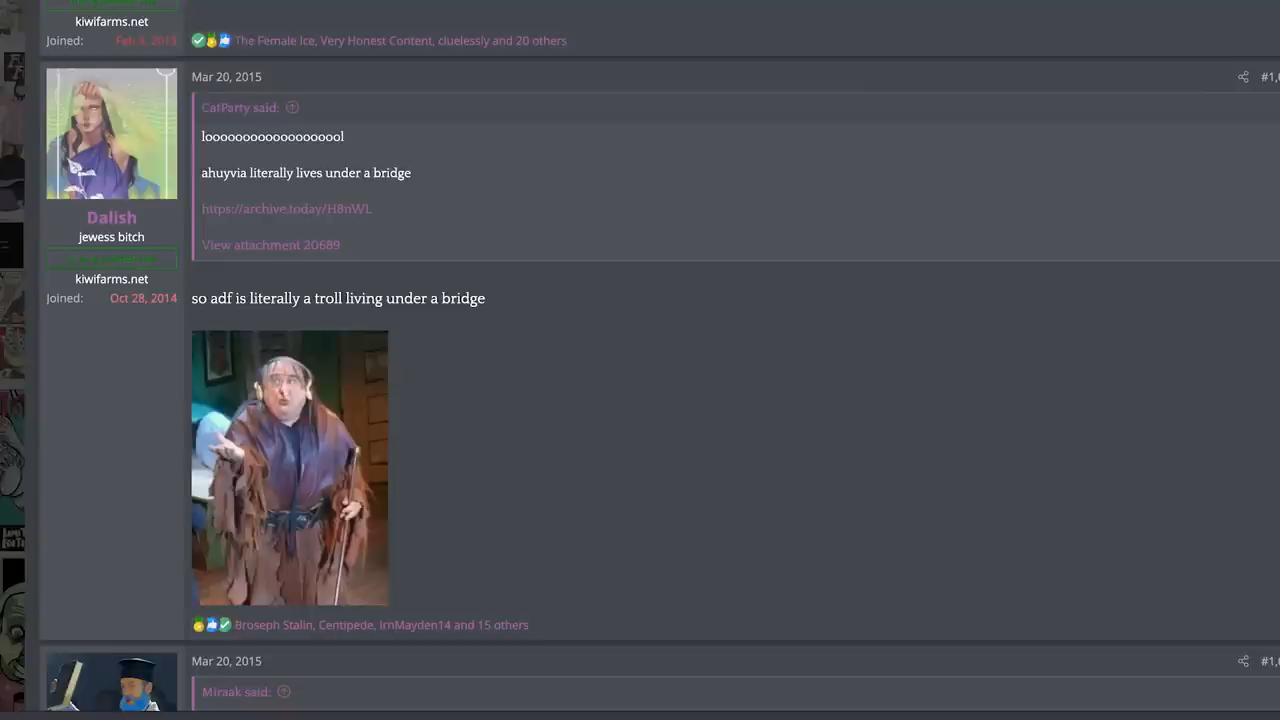 kiwifarms.net
Joined: Feb 3, 2013
The Female Ice, Very Honest Content, cluelessly and 20 others
Mar 20, 2015
CatParty said:
looooooooooooooooool
ahuyvia literally lives under a bridge
https://archive.today/H8nWL
View attachment 20689
Dalish
jewess bitch
kiwifarms.net
Joined: Oct 28, 2014
so adf is literally a troll living under a bridge
Broseph Stalin, Centipede, IrnMayden14 and 15 others
Mar 20, 2015
Miraak said: